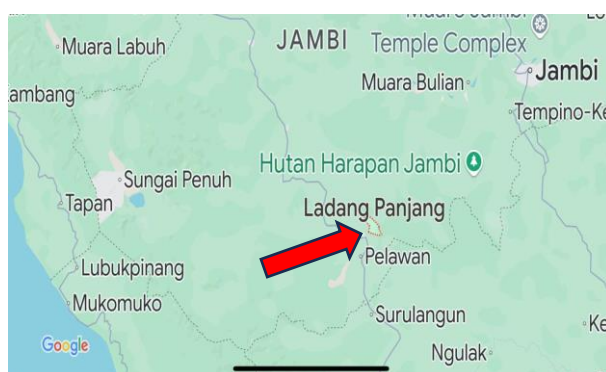 Muara Labuh
JAMBI
Temple Complex
Muara Bulian
Jambi
ambang
Tempino-Ke
Sungai Penuh
Hutan Harapan Jambi
Tapan
Ladang Panjang
Lubukpinang
Pelawan
Mukomuko
Surulangun
Ke
Google
Ngulak